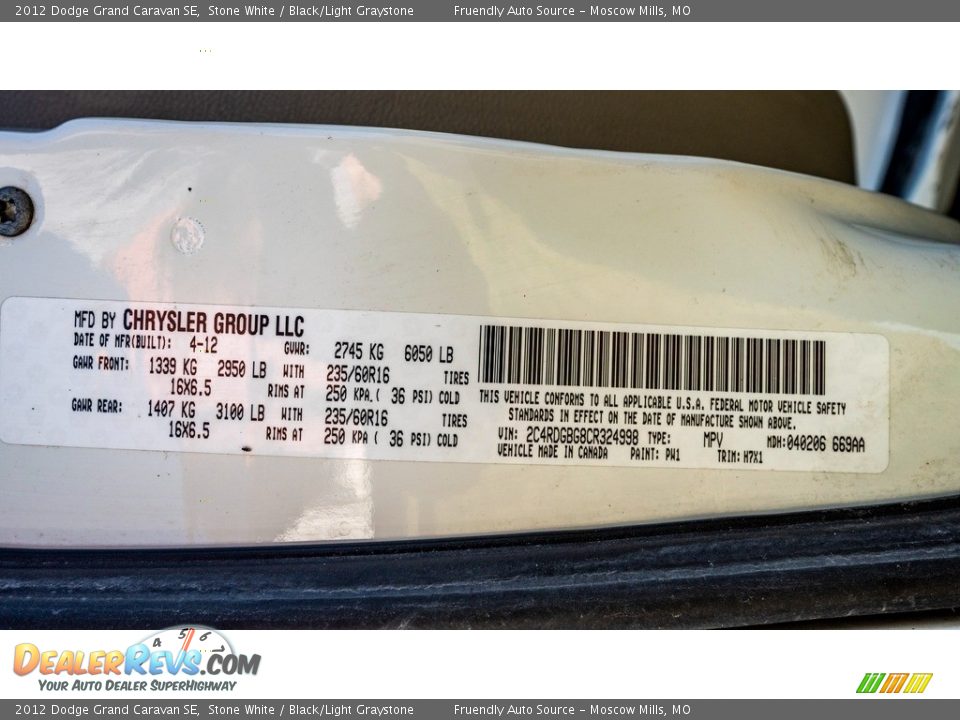 2012 Dodge Grand Caravan SE,  Stone White / Black/Light Graystone  Fruendly Auto Source - Moscow Mills, MO
MFD BY CHRYSLER GROUP LLC
DATE OF MFR(BUILT): 4-12 GVWR: 2745 KG 6050 LB
GAWR FRONT: 1339 KG 2950 LB WITH 235/60R16 TIRES
16X6.5 RIMS AT 250 KPA.( 36 PSI) COLD
GAWR REAR: 1407 KG 3100 LB WITH 235/60R16 TIRES
16X6.5 RIMS AT 250 KPA ( 36 PSI) COLD
THIS VEHICLE CONFORMS TO ALL APPLICABLE U.S.A. FEDERAL MOTOR VEHICLE SAFETY
STANDARDS IN EFFECT ON THE DATE OF MANUFACTURE SHOWN ABOVE.
VIN: 2C4RDGBG8CR324998 TYPE: MPV MDH:040206 669AA
VEHICLE MADE IN CANADA PAINT: PW1 TRIM: H7X1
4 5 6 7
DEALERREVS.COM
YOUR AUTO DEALER SUPERHIGHWAY
2012 Dodge Grand Caravan SE,  Stone White / Black/Light Graystone  Fruendly Auto Source - Moscow Mills, MO